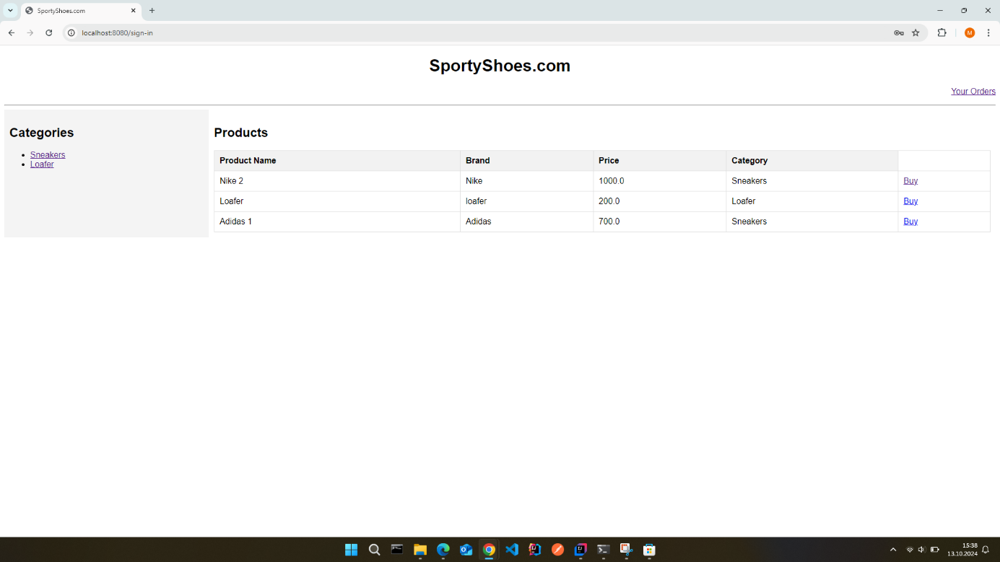 SportyShoes.com
localhost:8080/sign-in
M
SportyShoes.com
Your Orders
Categories
Sneakers
Loafer
Products
Product Name Brand Price Category
Nike 2 Nike 1000.0 Sneakers Buy
Loafer loafer 200.0 Loafer Buy
Adidas 1 Adidas 700.0 Sneakers Buy
15:38
13.10.2024